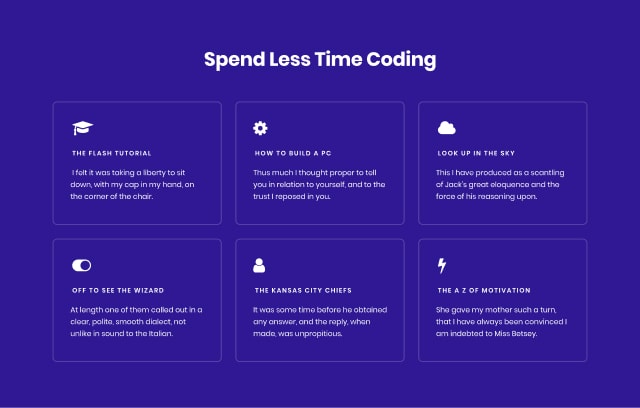 Spend Less Time Coding
THE FLASH TUTORIAL
I felt it was taking a liberty to sit
down, with my cap in my hand, on
the corner of the chair.
HOW TO BUILD A PC
Thus much I thought proper to tell
you in relation to yourself, and to the
trust I reposed in you.
LOOK UP IN THE SKY
This I have produced as a scantling
of Jack's great eloquence and the
force of his reasoning upon.
OFF TO SEE THE WIZARD
At length one of them called out in a
clear, polite, smooth dialect, not
unlike in sound to the Italian.
THE KANSAS CITY CHIEFS
It was some time before he obtained
any answer, and the reply, when
made, was unpropitious.
THE A Z OF MOTIVATION
She gave my mother such a turn,
that I have always been convinced I
am indebted to Miss Betsey.